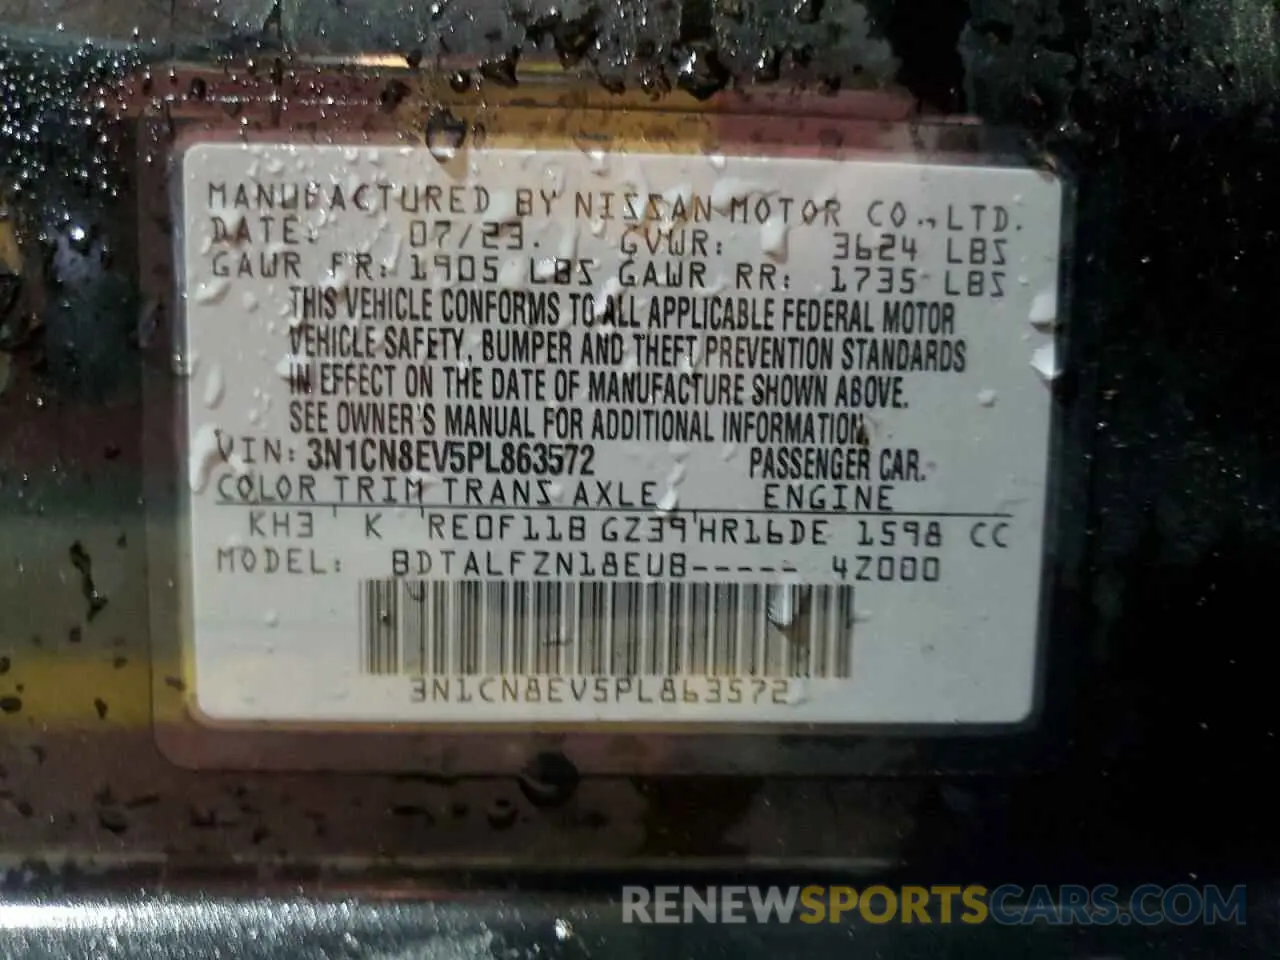 MANUFACTURED BY NISSAN MOTOR CO., LTD.
DATE: 07/23. GVWR: 3624 LBS
GAWR FR: 1905 LBS GAWR RR: 1735 LBS
THIS VEHICLE CONFORMS TO ALL APPLICABLE FEDERAL MOTOR
VEHICLE SAFETY, BUMPER AND THEFT PREVENTION STANDARDS
IN EFFECT ON THE DATE OF MANUFACTURE SHOWN ABOVE.
SEE OWNER'S MANUAL FOR ADDITIONAL INFORMATION.
VIN: 3N1CN8EV5PL863572 PASSENGER CAR.
COLOR TRIM TRANS AXLE ENGINE
KH3 K RE0F11B GZ39 HR16DE 1598 CC
MODEL: BDTALFZN18EUB----- 4Z000
3N1CN8EV5PL863572
RENEWSPORTSCARS.COM